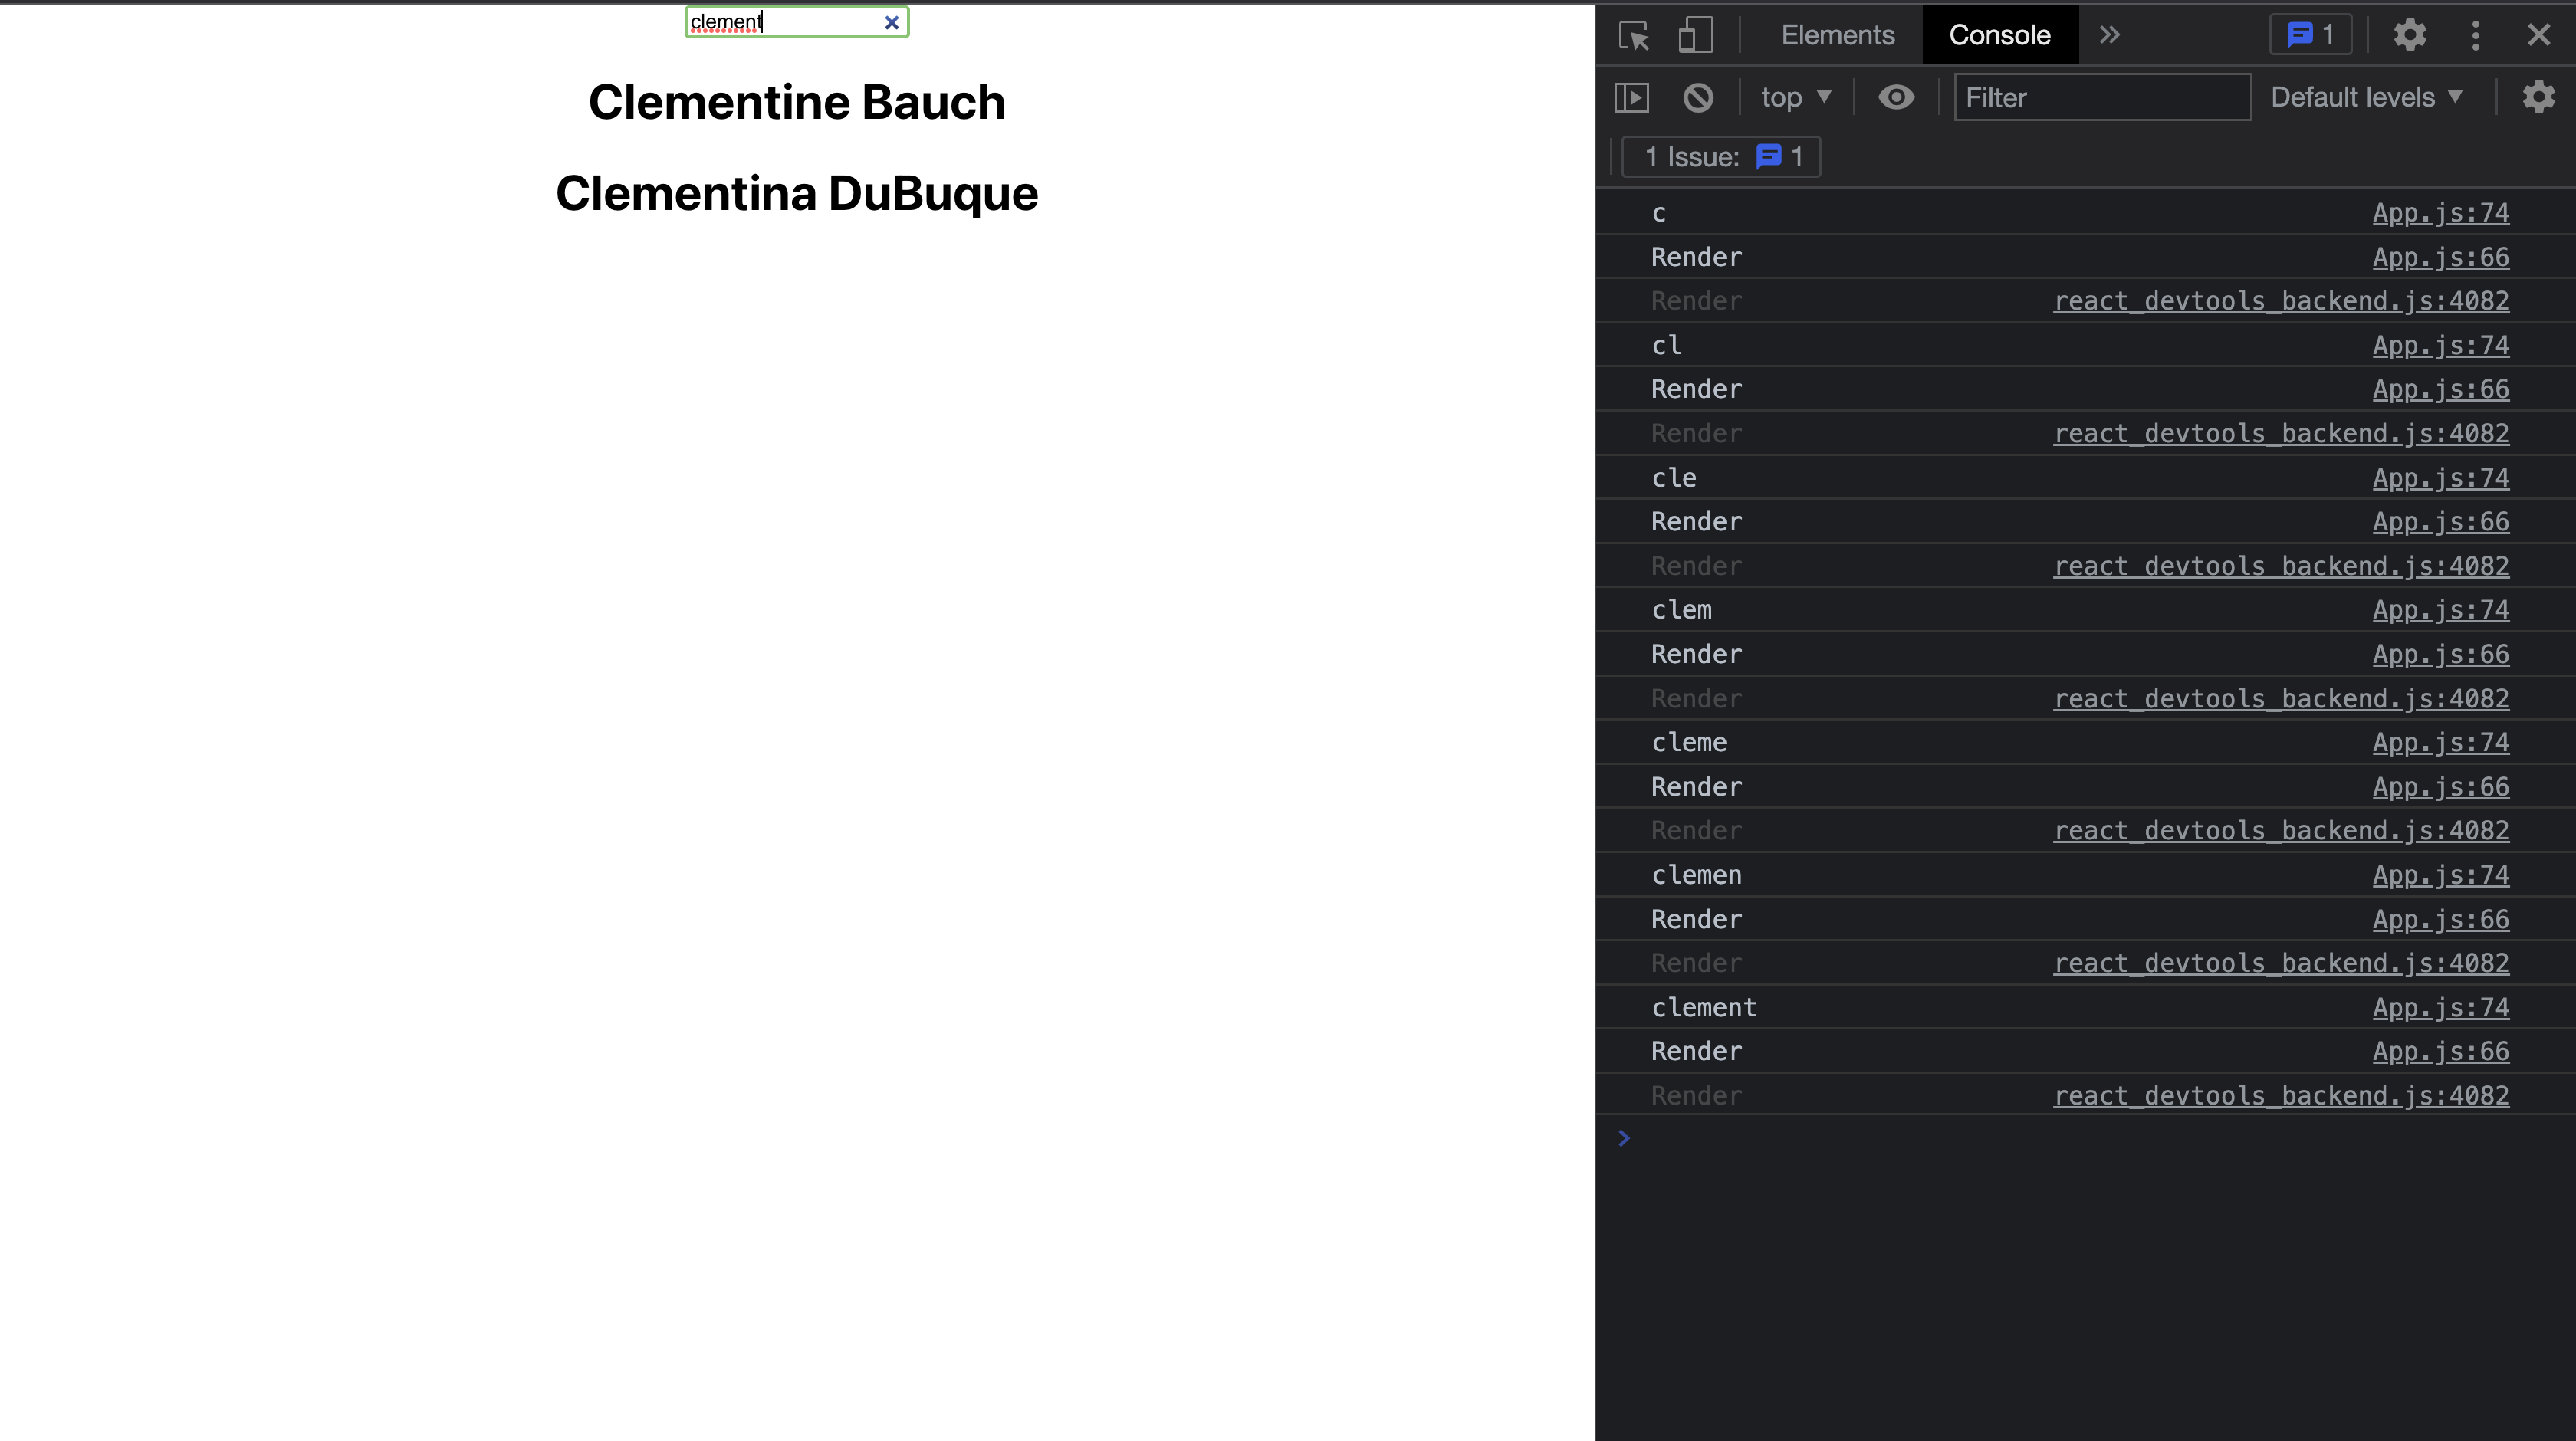 clement
Clementine Bauch
Clementina DuBuque
Elements Console 1
top Filter Default levels
1 Issue: 1
c App.js:74
Render App.js:66
Render react_devtools_backend.js:4082
cl App.js:74
Render App.js:66
Render react_devtools_backend.js:4082
cle App.js:74
Render App.js:66
Render react_devtools_backend.js:4082
clem App.js:74
Render App.js:66
Render react_devtools_backend.js:4082
cleme App.js:74
Render App.js:66
Render react_devtools_backend.js:4082
clemen App.js:74
Render App.js:66
Render react_devtools_backend.js:4082
clement App.js:74
Render App.js:66
Render react_devtools_backend.js:4082